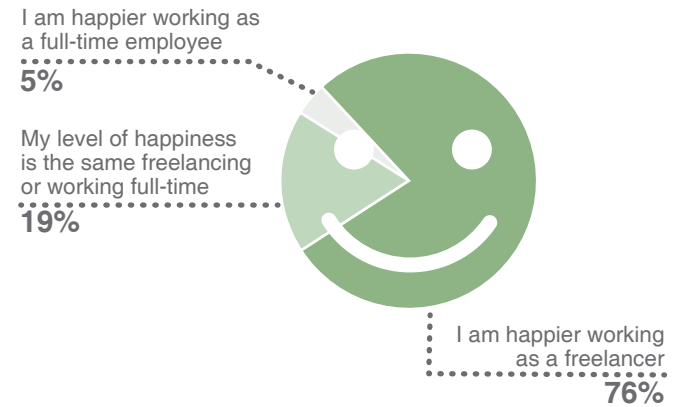 I am happier working as
a full-time employee
5%
My level of happiness
is the same freelancing
or working full-time
19%
I am happier working
as a freelancer
76%